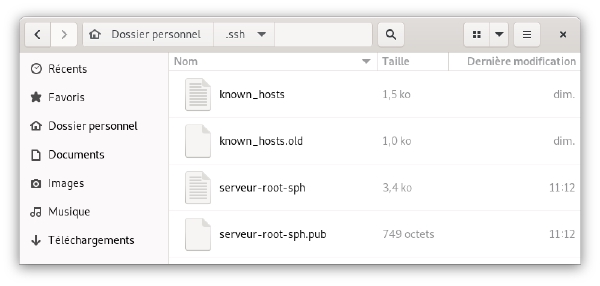 Dossier personnel .ssh
Nom Taille Dernière modification
Récents
Favoris
Dossier personnel
Documents
Images
Musique
Téléchargements
known_hosts 1,5 ko dim.
known_hosts.old 1,0 ko dim.
serveur-root-sph 3,4 ko 11:12
serveur-root-sph.pub 749 octets 11:12